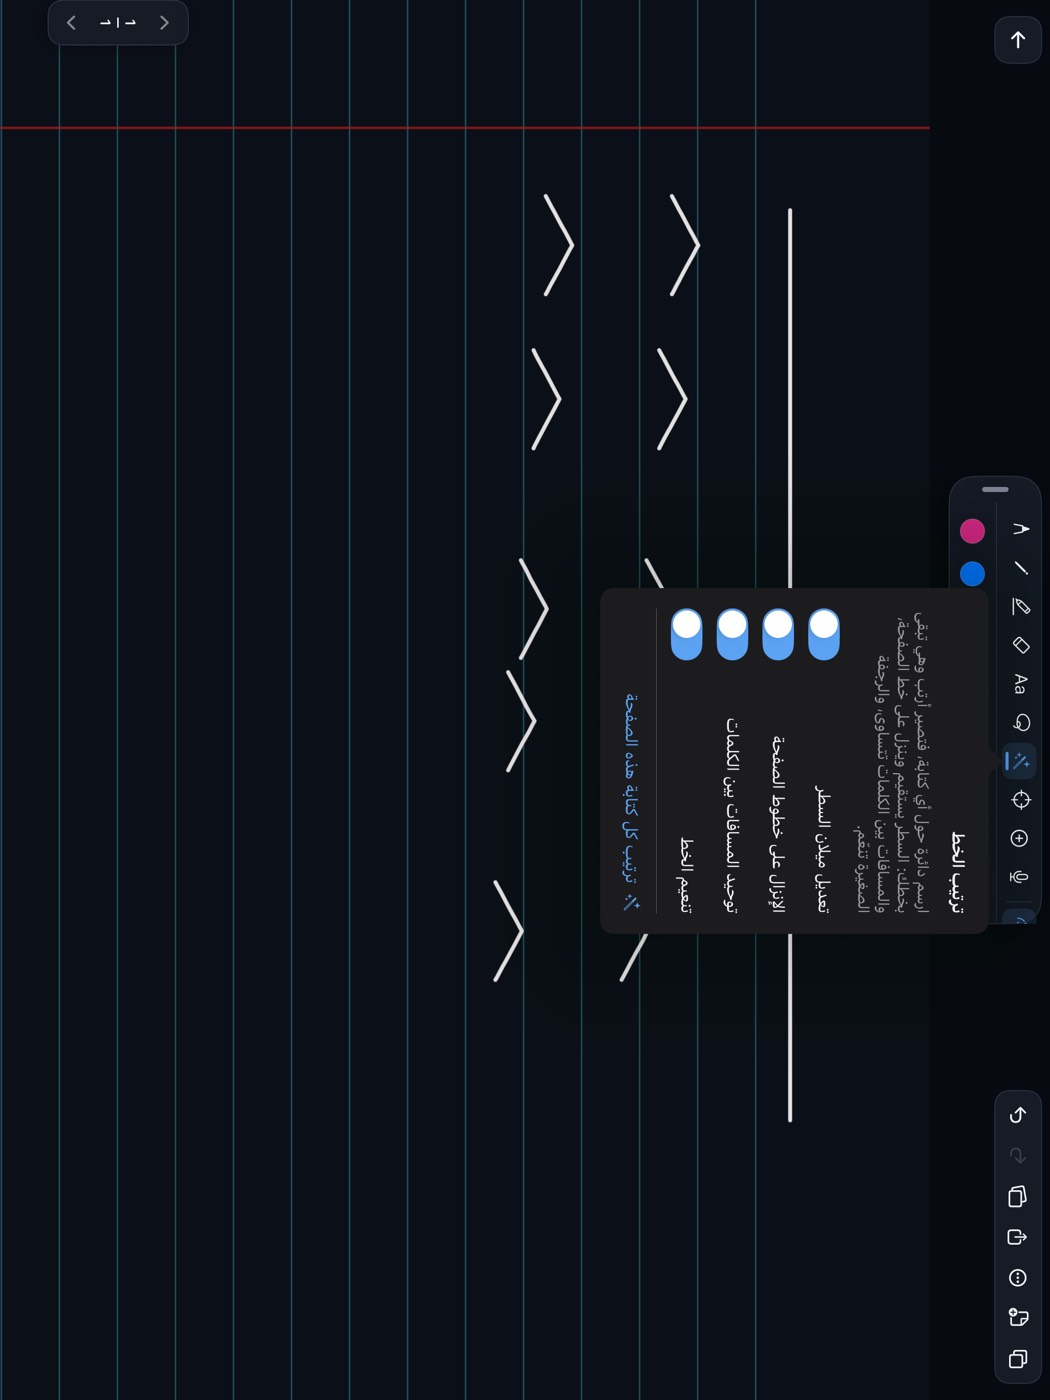 Aa
ترتيب الخط
ارسم دائرة حول أي كتابة، فتصير أرتب وهي تبقى
بخطك: السطر يستقيم وينزل على خط الصفحة،
والمسافات بين الكلمات تتساوى، والرجفة
الصغيرة تنعّم.
تعديل ميلان السطر
الإنزال على خطوط الصفحة
توحيد المسافات بين الكلمات
تنعيم الخط
ترتيب كل كتابة هذه الصفحة
1
1